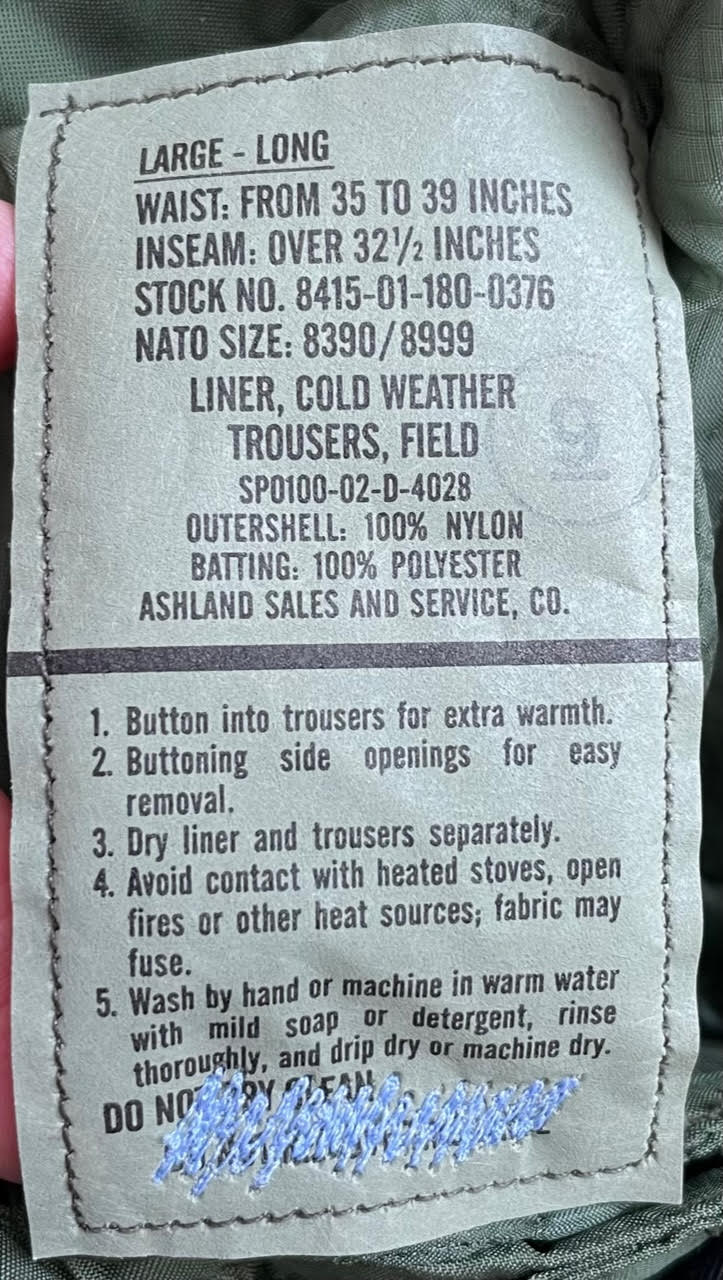 LARGE - LONG
WAIST: FROM 35 TO 39 INCHES
INSEAM: OVER 32½ INCHES
STOCK NO. 8415-01-180-0376
NATO SIZE: 8390/8999
LINER, COLD WEATHER
TROUSERS, FIELD
SPO100-02-D-4028
OUTERSHELL: 100% NYLON
BATTING: 100% POLYESTER
ASHLAND SALES AND SERVICE, CO.
1. Button into trousers for extra warmth.
2. Buttoning side openings for easy
removal.
3. Dry liner and trousers separately.
4. Avoid contact with heated stoves, open
fires or other heat sources; fabric may
fuse.
5. Wash by hand or machine in warm water
with mild soap or detergent, rinse
thoroughly, and drip dry or machine dry.
DO NOT DRY CLEAN